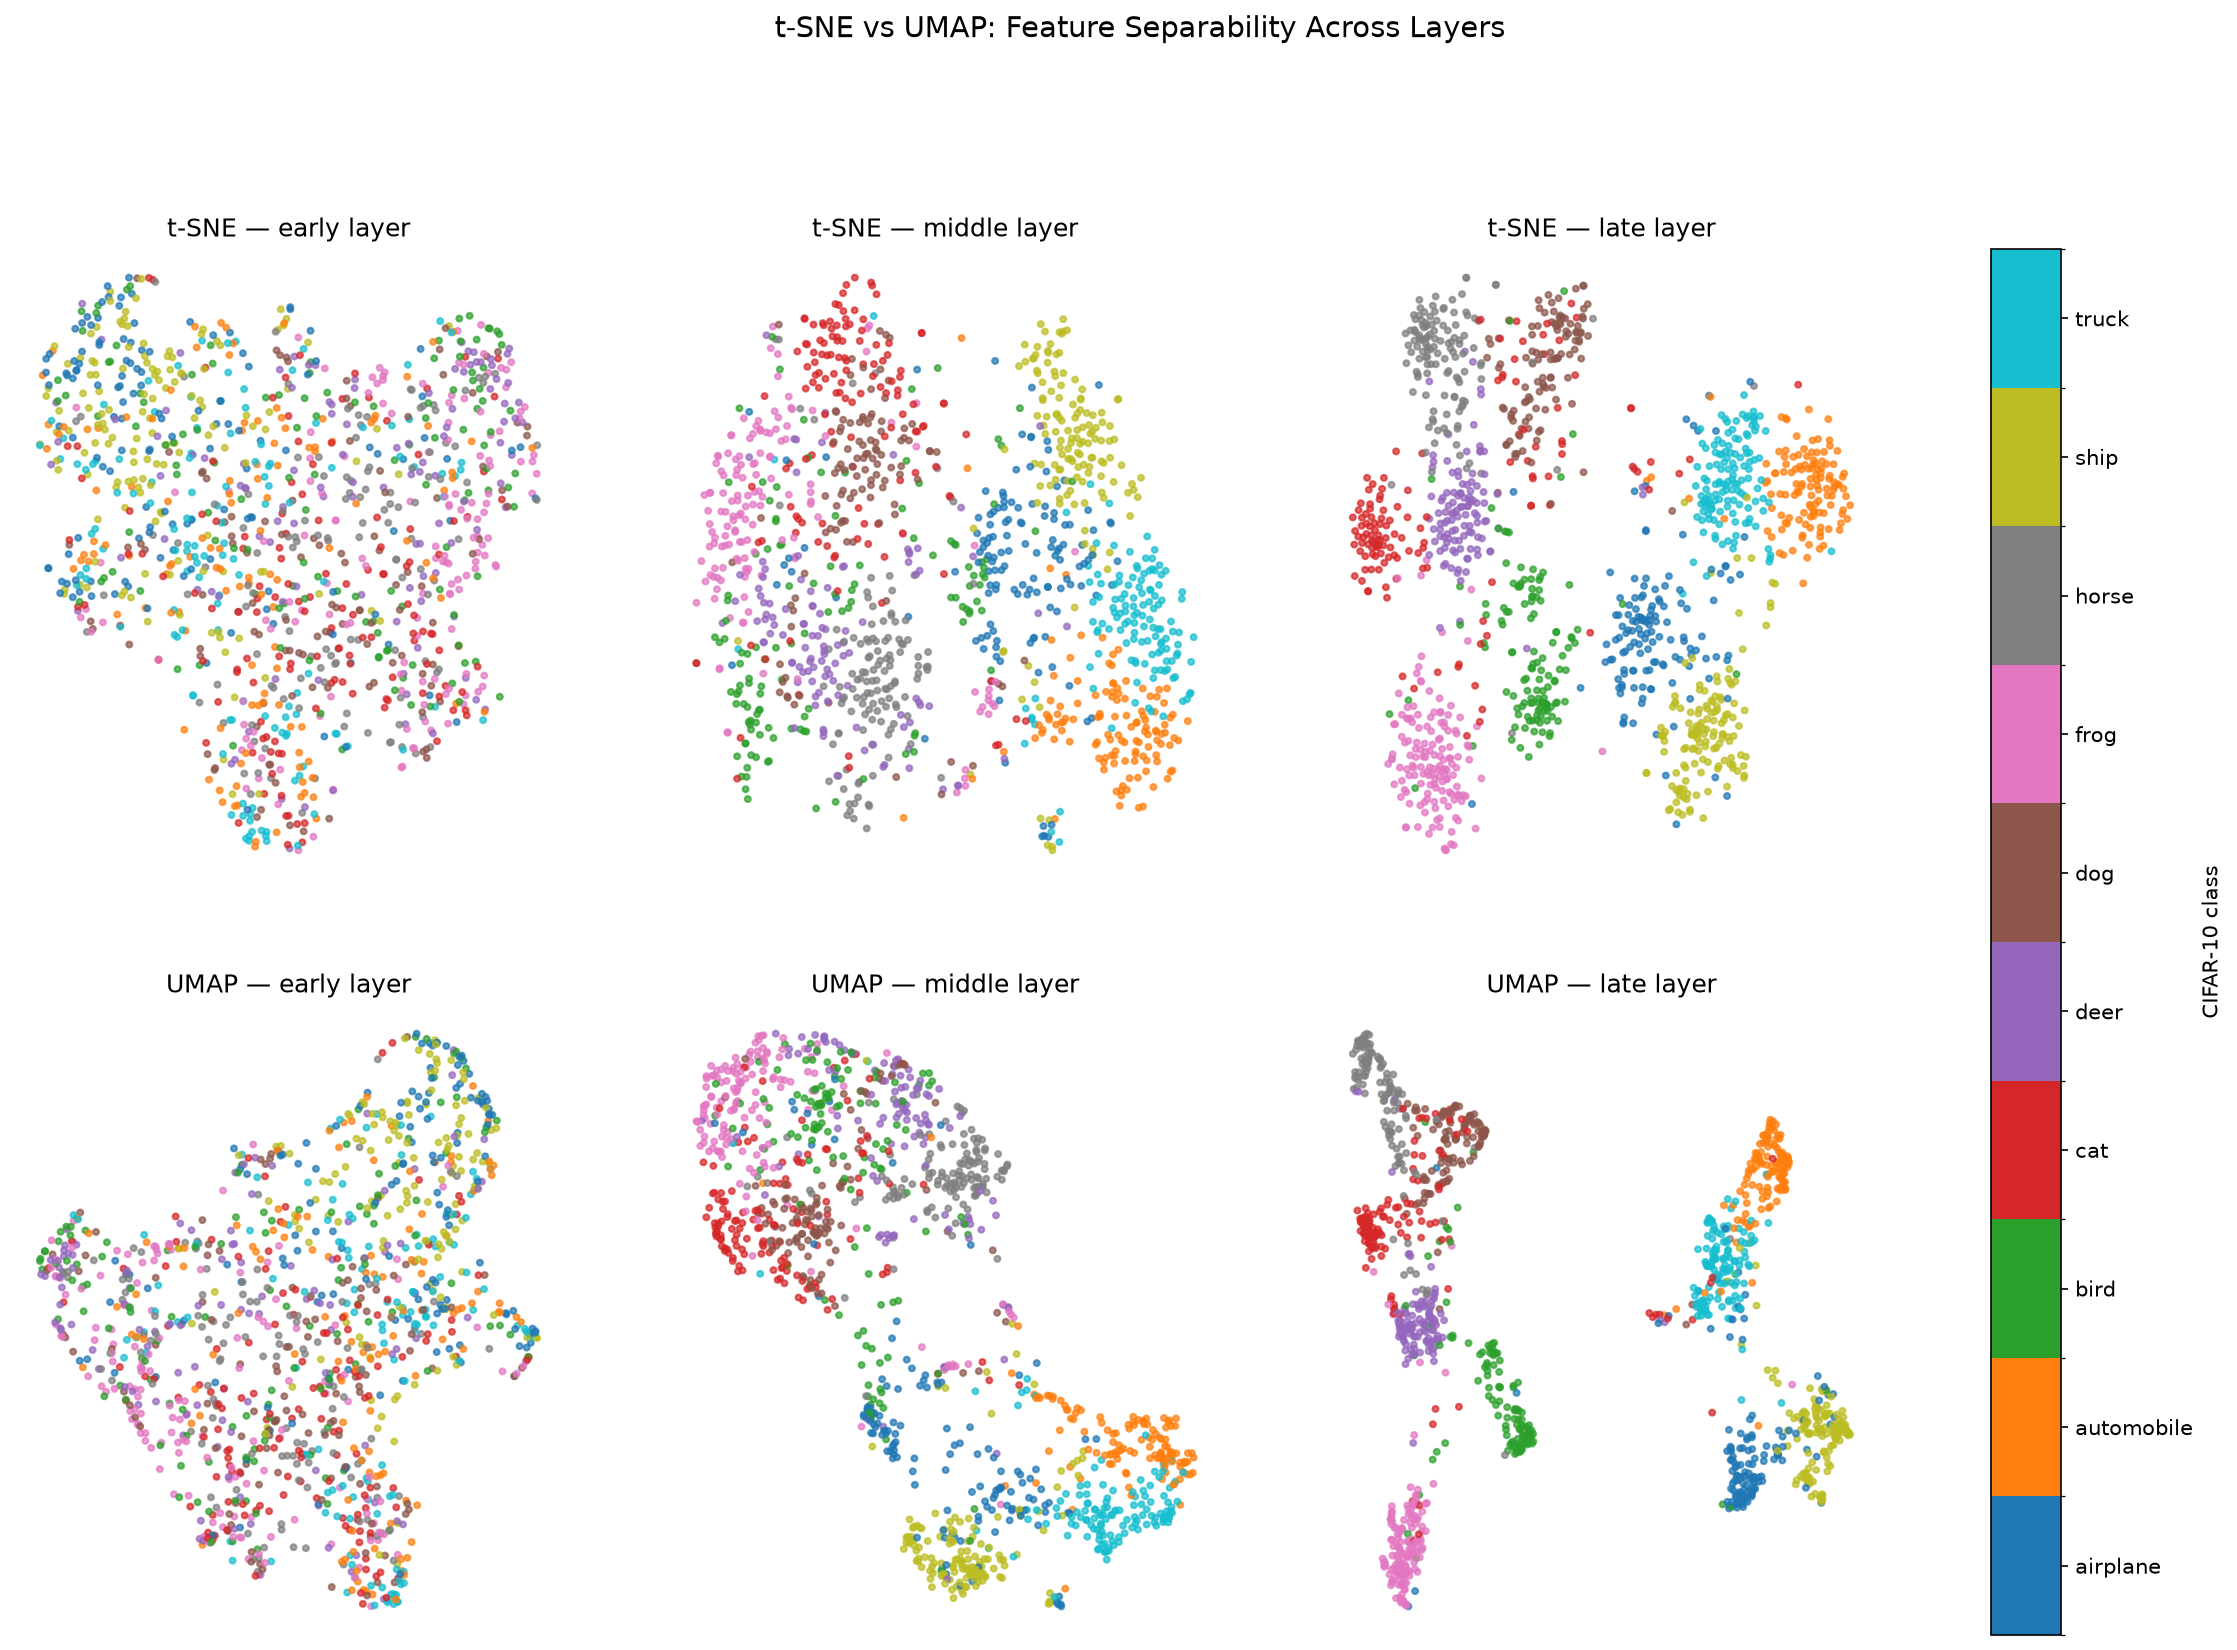 t-SNE vs UMAP: Feature Separability Across Layers
t-SNE — early layer
t-SNE — middle layer
t-SNE — late layer
UMAP — early layer
UMAP — middle layer
UMAP — late layer
truck
ship
horse
frog
dog
deer
cat
bird
automobile
airplane
CIFAR-10 class